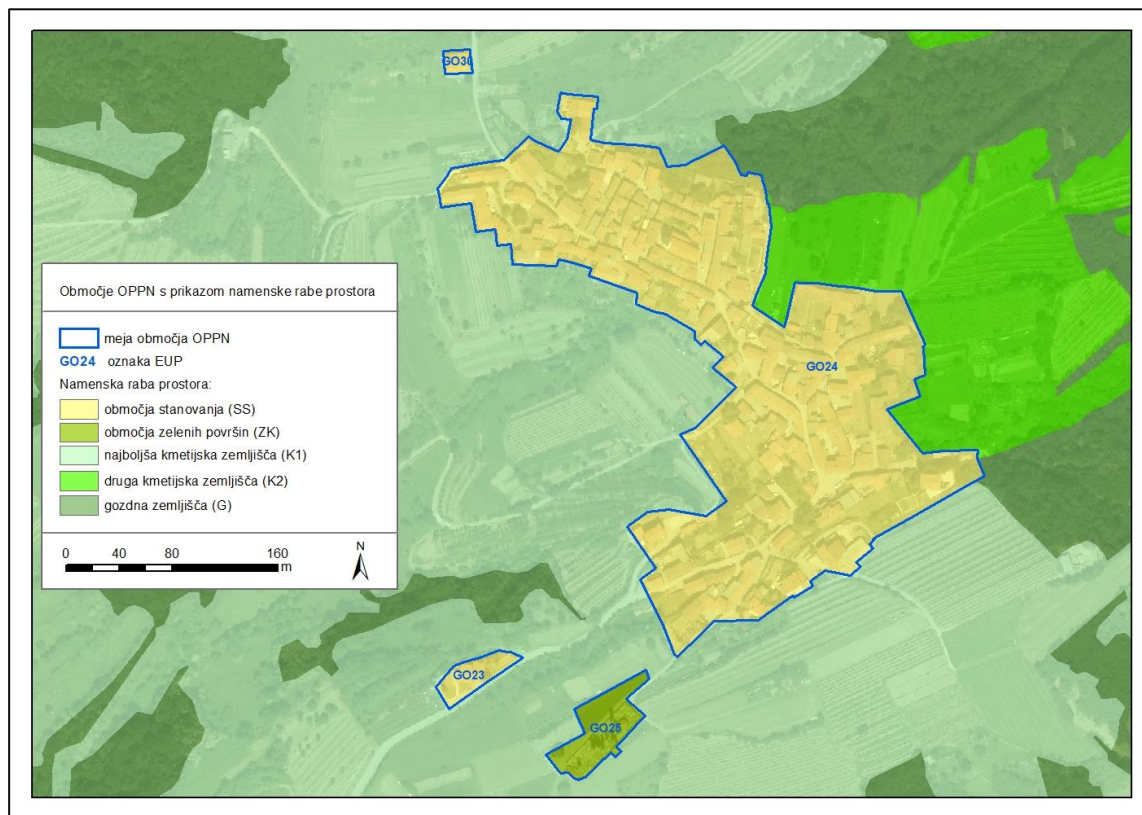 GO30
GO24
GO23
GO25
Območje OPPN s prikazom namenske rabe prostora
meja območja OPPN
GO24 oznaka EUP
Namenska raba prostora:
območja stanovanja (SS)
območja zelenih površin (ZK)
najboljša kmetijska zemljišča (K1)
druga kmetijska zemljišča (K2)
gozdna zemljišča (G)
0 40 80 160
m
N